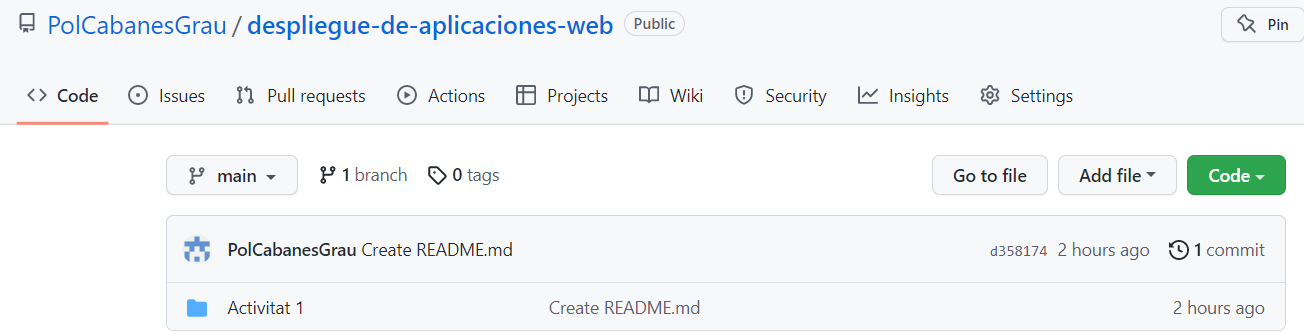 PolCabanesGrau / despliegue-de-aplicaciones-web Public Pin
Code Issues Pull requests Actions Projects Wiki Security Insights Settings
main 1 branch 0 tags Go to file Add file Code
PolCabanesGrau Create README.md d358174 2 hours ago 1 commit
Activitat 1 Create README.md 2 hours ago